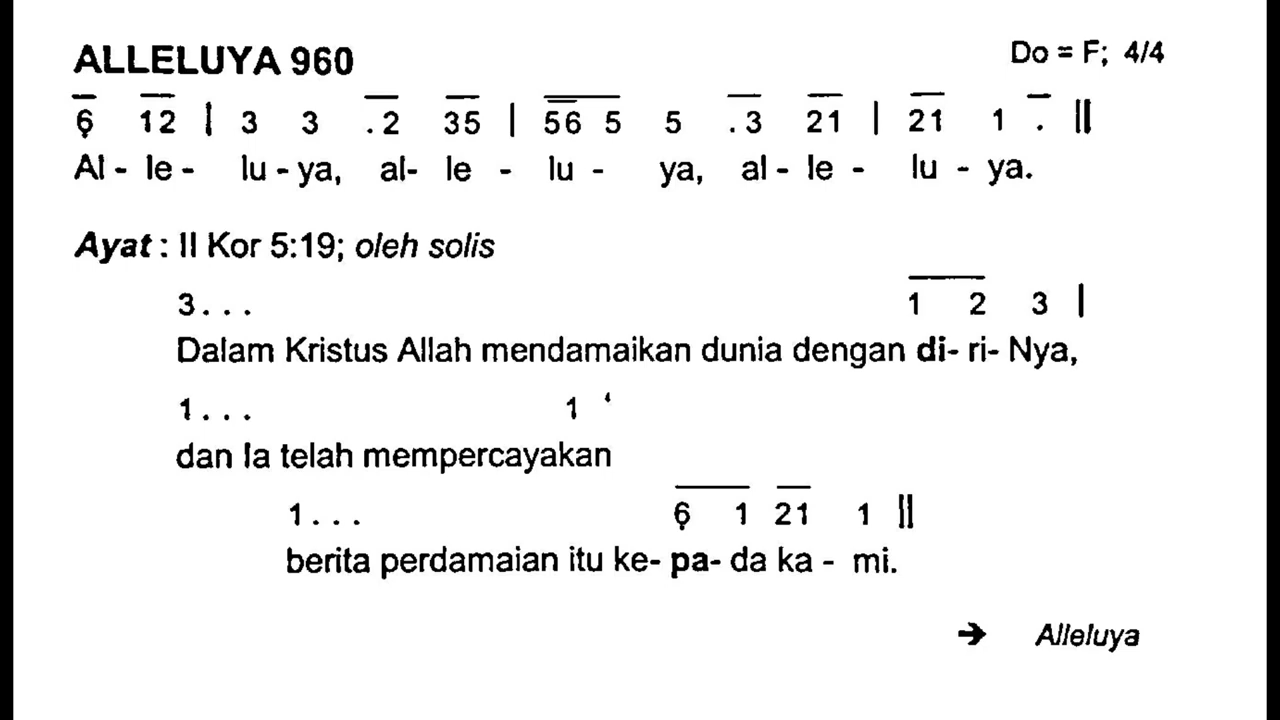 ALLELUYA 960 Do = F; 4/4
6̣ 12 | 3 3 .2 35 | 56 5 5 .3 21 | 21 1 . ||
Al - le - lu - ya, al- le - lu - ya, al - le - lu - ya.
Ayat : II Kor 5:19; oleh solis
3 . . . 1 2 3 |
Dalam Kristus Allah mendamaikan dunia dengan di- ri- Nya,
1 . . . 1 ‘
dan Ia telah mempercayakan
1 . . . 6̣ 1 21 1 ||
berita perdamaian itu ke- pa- da ka - mi.
→ Alleluya